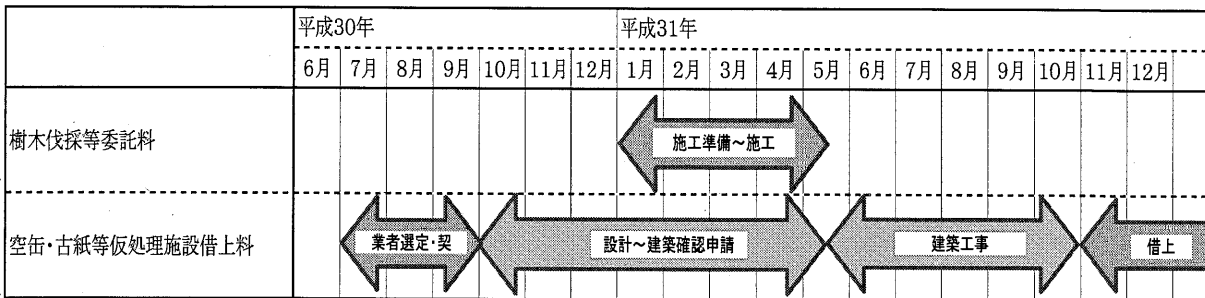 平成30年 平成31年
6月 7月 8月 9月 10月 11月 12月 1月 2月 3月 4月 5月 6月 7月 8月 9月 10月 11月 12月
樹木伐採等委託料 施工準備～施工
空缶・古紙等仮処理施設借上料 業者選定・契 設計～建築確認申請 建築工事 借上